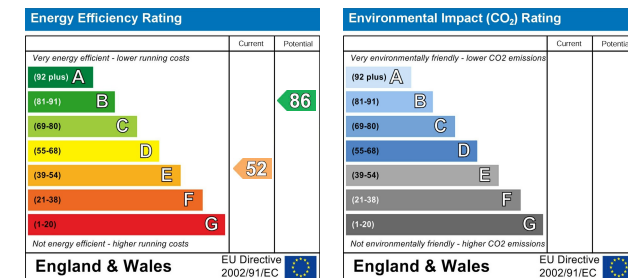 Energy Efficiency Rating
Current Potential
Very energy efficient - lower running costs
(92 plus) A
(81-91) B
86
(69-80) C
(55-68) D
(39-54) E
52
(21-38) F
(1-20) G
Not energy efficient - higher running costs
England & Wales
EU Directive
2002/91/EC
Environmental Impact (CO₂) Rating
Current Potential
Very environmentally friendly - lower CO2 emissions
(92 plus) A
(81-91) B
(69-80) C
(55-68) D
(39-54) E
(21-38) F
(1-20) G
Not environmentally friendly - higher CO2 emissions
England & Wales
EU Directive
2002/91/EC